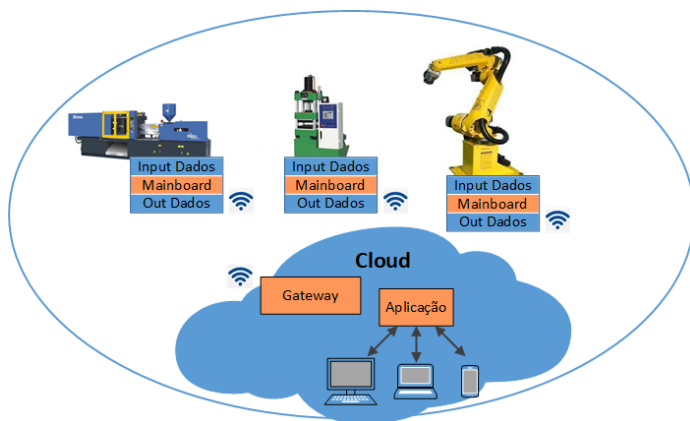 Input Dados
Mainboard
Out Dados
Input Dados
Mainboard
Out Dados
Input Dados
Mainboard
Out Dados
Cloud
Gateway
Aplicação